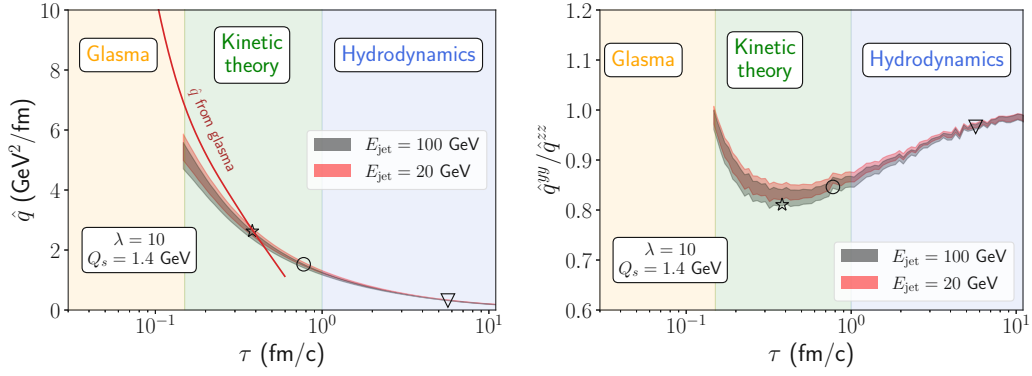 10
8
6
4
2
0
q̂ (GeV²/fm)
Glasma
Kinetic
theory
Hydrodynamics
q̂ from glasma
E_jet = 100 GeV
E_jet = 20 GeV
λ = 10
Q_s = 1.4 GeV
10⁻¹
10⁰
10¹
τ (fm/c)
1.2
1.1
1.0
0.9
0.8
0.7
0.6
q̂^yy/q̂^zz
Glasma
Kinetic
theory
Hydrodynamics
λ = 10
Q_s = 1.4 GeV
E_jet = 100 GeV
E_jet = 20 GeV
10⁻¹
10⁰
10¹
τ (fm/c)